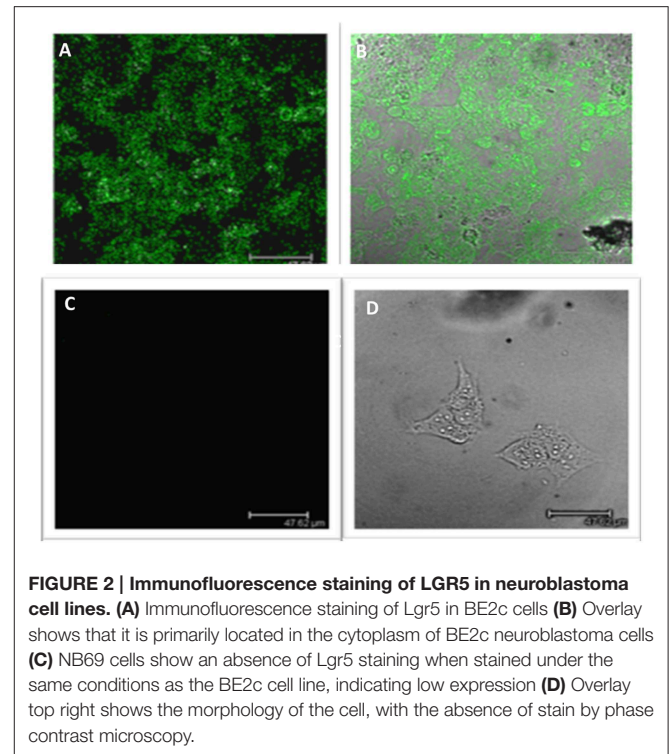 A
B
C
47.62 µm
D
47.62 µm
FIGURE 2 | Immunofluorescence staining of LGR5 in neuroblastoma
cell lines. (A) Immunofluorescence staining of Lgr5 in BE2c cells (B) Overlay
shows that it is primarily located in the cytoplasm of BE2c neuroblastoma cells
(C) NB69 cells show an absence of Lgr5 staining when stained under the
same conditions as the BE2c cell line, indicating low expression (D) Overlay
top right shows the morphology of the cell, with the absence of stain by phase
contrast microscopy.